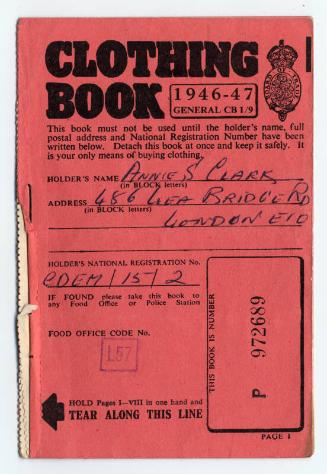 CLOTHING
BOOK
1946-47
GENERAL CB 1/9
This book must not be used until the holder's name, full
postal address and National Registration Number have been
written below. Detach this book at once and keep it safely. It
is your only means of buying clothing.
HOLDER'S NAME ANNIE S CLARK
(in BLOCK letters)
ADDRESS 486 LEA BRIDGE RD
(in BLOCK letters)
LONDON E10
HOLDER'S NATIONAL REGISTRATION No.
CDEM/15/2
IF FOUND please take this book to
any Food Office or Police Station
FOOD OFFICE CODE No.
L57
THIS BOOK IS NUMBER
P 972689
HOLD Pages I-VIII in one hand and
TEAR ALONG THIS LINE
PAGE I